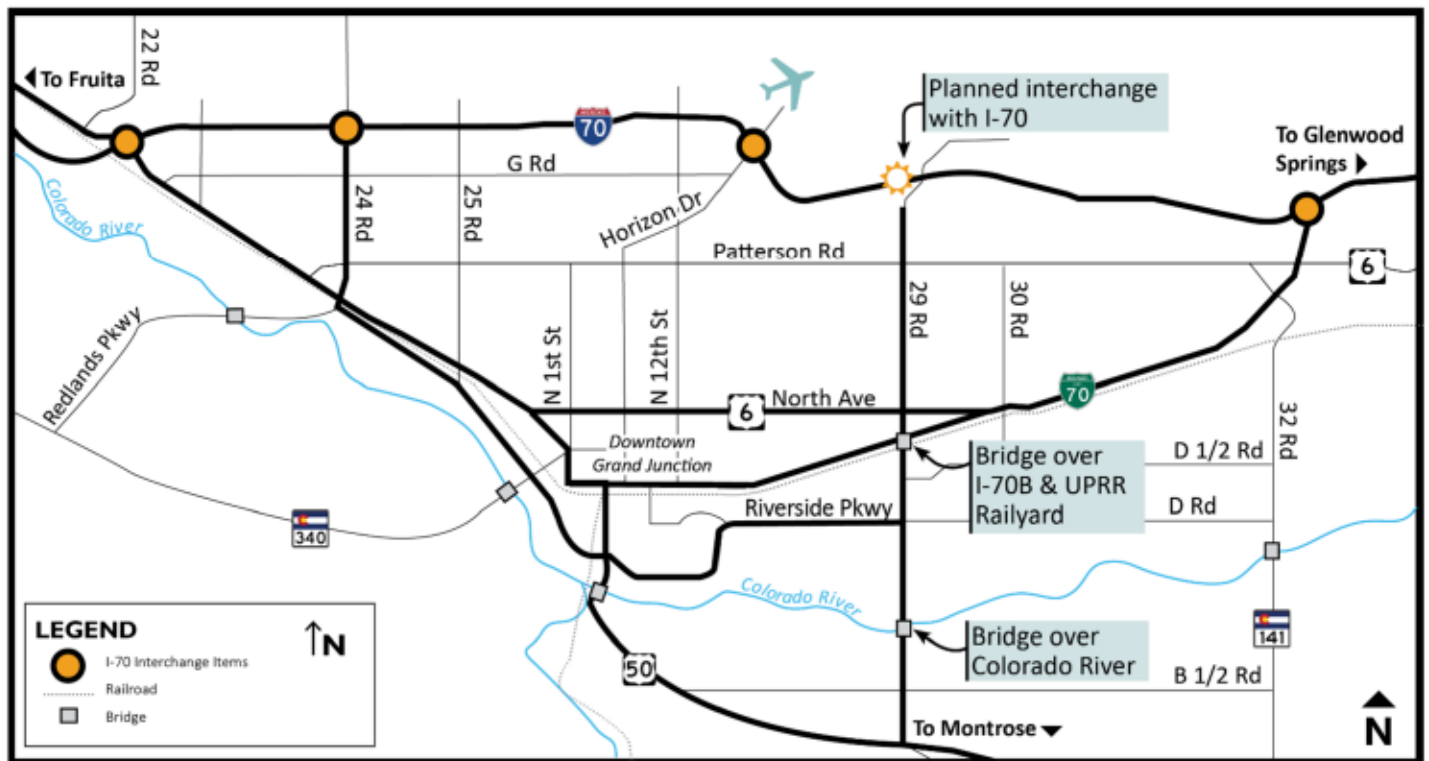 22 Rd
To Fruita
70
Planned interchange
with I-70
To Glenwood
Springs
G Rd
Colorado River
24 Rd
25 Rd
Horizon Dr
Patterson Rd
6
29 Rd
30 Rd
N 1st St
N 12th St
Redlands Pkwy
North Ave
6
70
32 Rd
Downtown
Grand Junction
Bridge over
I-70B & UPRR
Railyard
D 1/2 Rd
Riverside Pkwy
D Rd
340
Colorado River
Bridge over
Colorado River
141
LEGEND
N
I-70 Interchange Items
Railroad
Bridge
50
B 1/2 Rd
To Montrose
N